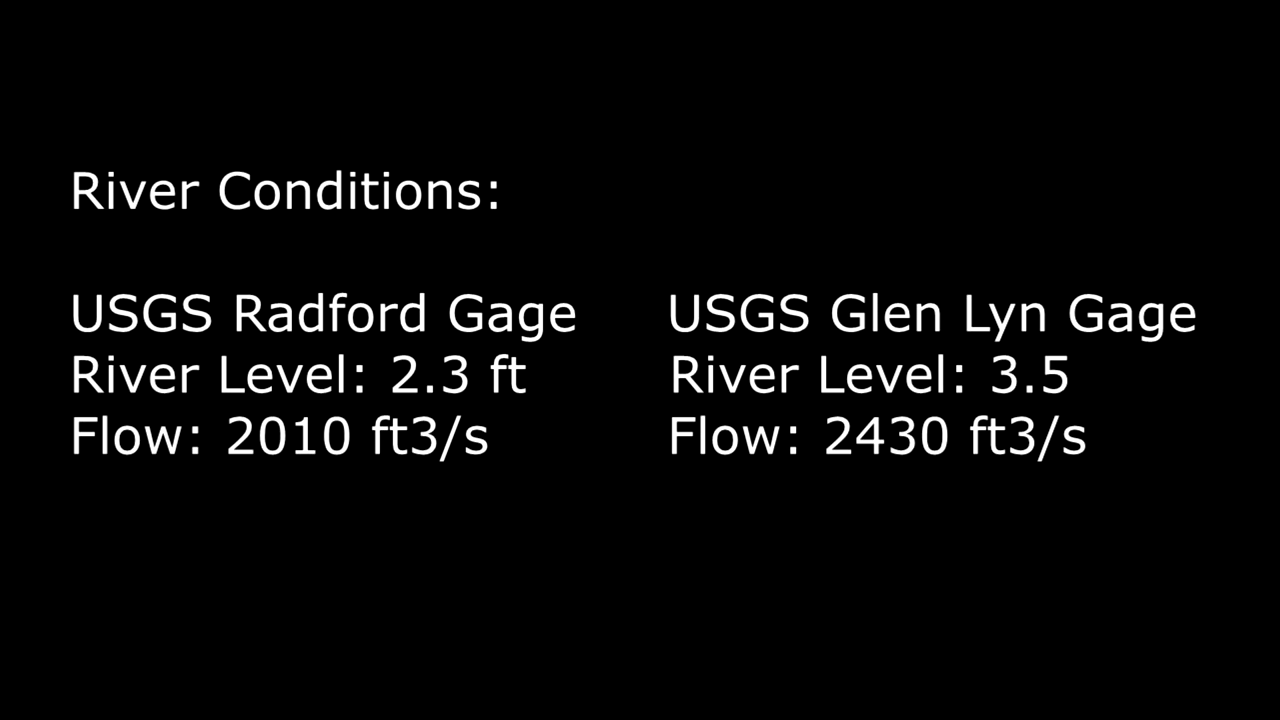 River Conditions:
USGS Radford Gage
River Level: 2.3 ft
Flow: 2010 ft3/s
USGS Glen Lyn Gage
River Level: 3.5
Flow: 2430 ft3/s